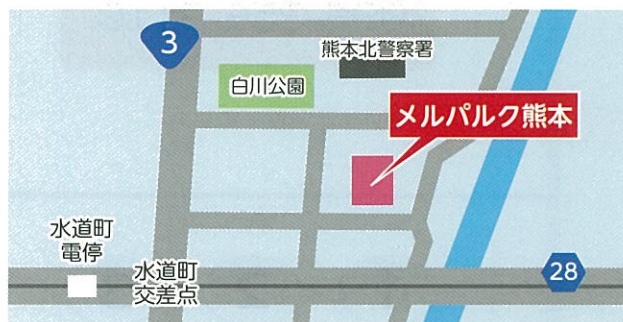 3
熊本北警察署
白川公園
メルパルク熊本
水道町
電停
水道町
交差点
28